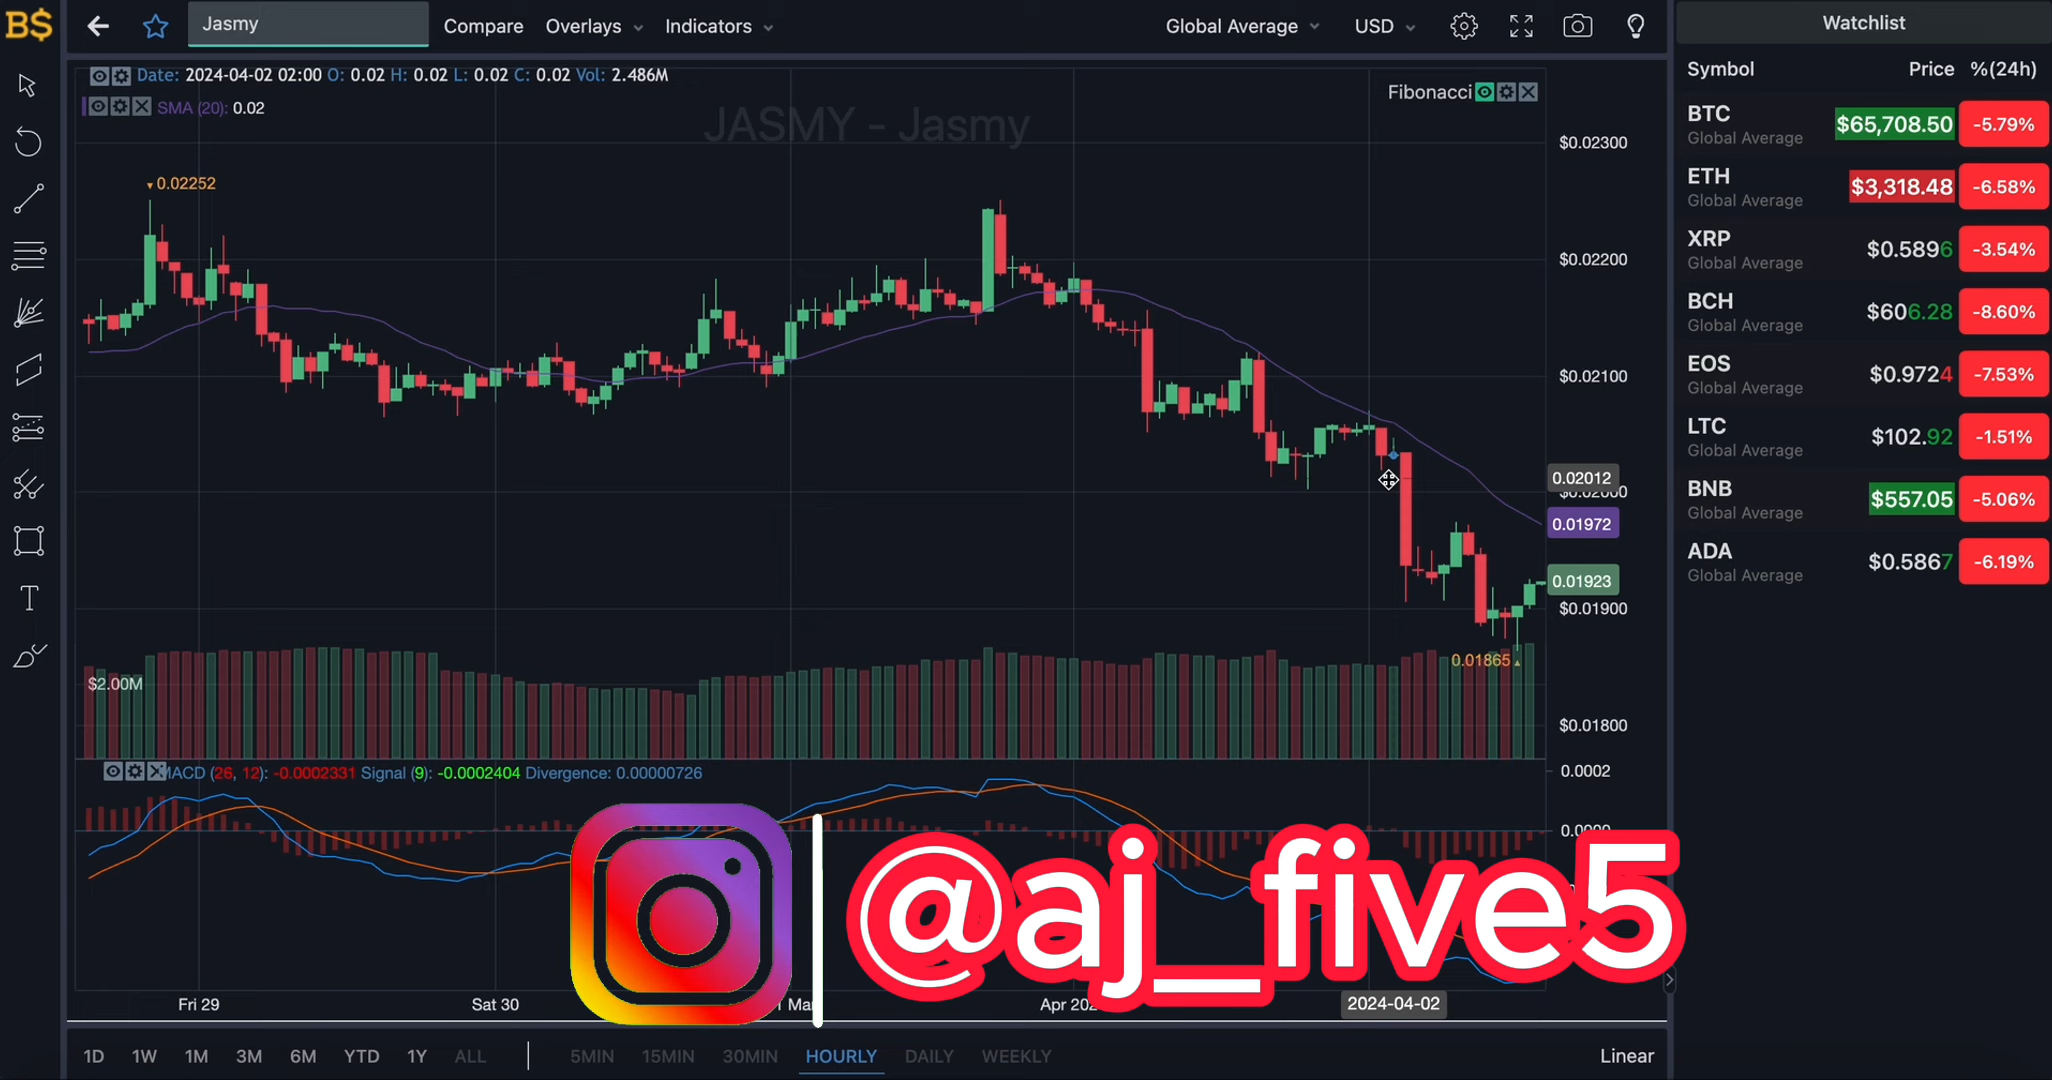 B$
Jasmy
Compare
Overlays
Indicators
Global Average
USD
Watchlist
Date: 2024-04-02 02:00 O: 0.02 H: 0.02 L: 0.02 C: 0.02 Vol: 2.486M
SMA (20): 0.02
Fibonacci
JASMY - Jasmy
0.02252
$0.02300
$0.02200
$0.02100
0.02012
0.01972
0.01923
$0.01900
0.01865
$2.00M
$0.01800
MACD (26, 12): -0.0002331 Signal (9): -0.0002404 Divergence: 0.00000726
0.0002
@aj_five5
Fri 29
Sat 30
2024-04-02
1D 1W 1M 3M 6M YTD 1Y ALL
5MIN 15MIN 30MIN HOURLY DAILY WEEKLY
Linear
Symbol Price %(24h)
BTC $65,708.50 -5.79%
Global Average
ETH $3,318.48 -6.58%
Global Average
XRP $0.5896 -3.54%
Global Average
BCH $606.28 -8.60%
Global Average
EOS $0.9724 -7.53%
Global Average
LTC $102.92 -1.51%
Global Average
BNB $557.05 -5.06%
Global Average
ADA $0.5867 -6.19%
Global Average
T